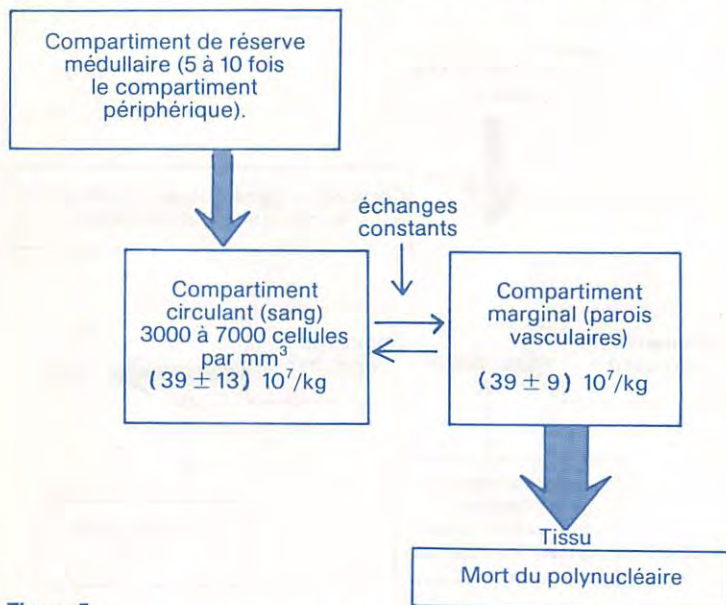 Compartiment de réserve
médullaire (5 à 10 fois
le compartiment
périphérique).
échanges
constants
Compartiment
circulant (sang)
3000 à 7000 cellules
par mm³
(39 ± 13) 10⁷/kg
Compartiment
marginal (parois
vasculaires)
(39 ± 9) 10⁷/kg
Tissu
Mort du polynucléaire